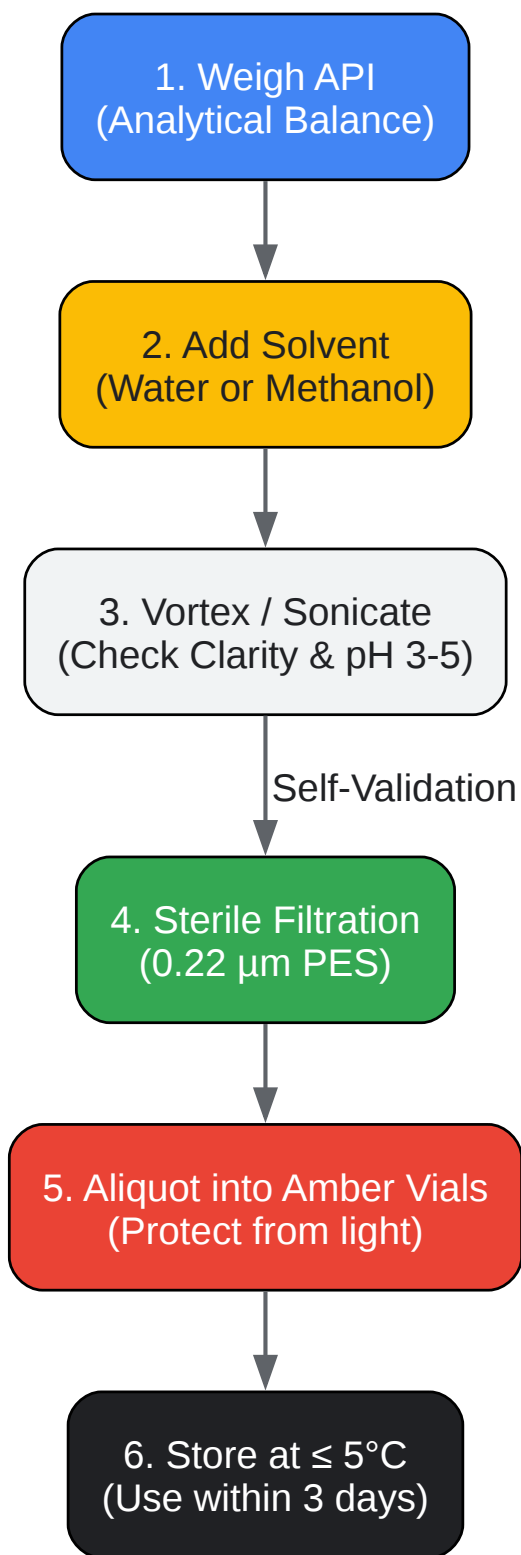 1. Weigh API
(Analytical Balance)
2. Add Solvent
(Water or Methanol)
3. Vortex / Sonicate
(Check Clarity & pH 3-5)
Self-Validation
4. Sterile Filtration
(0.22 µm PES)
5. Aliquot into Amber Vials
(Protect from light)
6. Store at ≤ 5°C
(Use within 3 days)